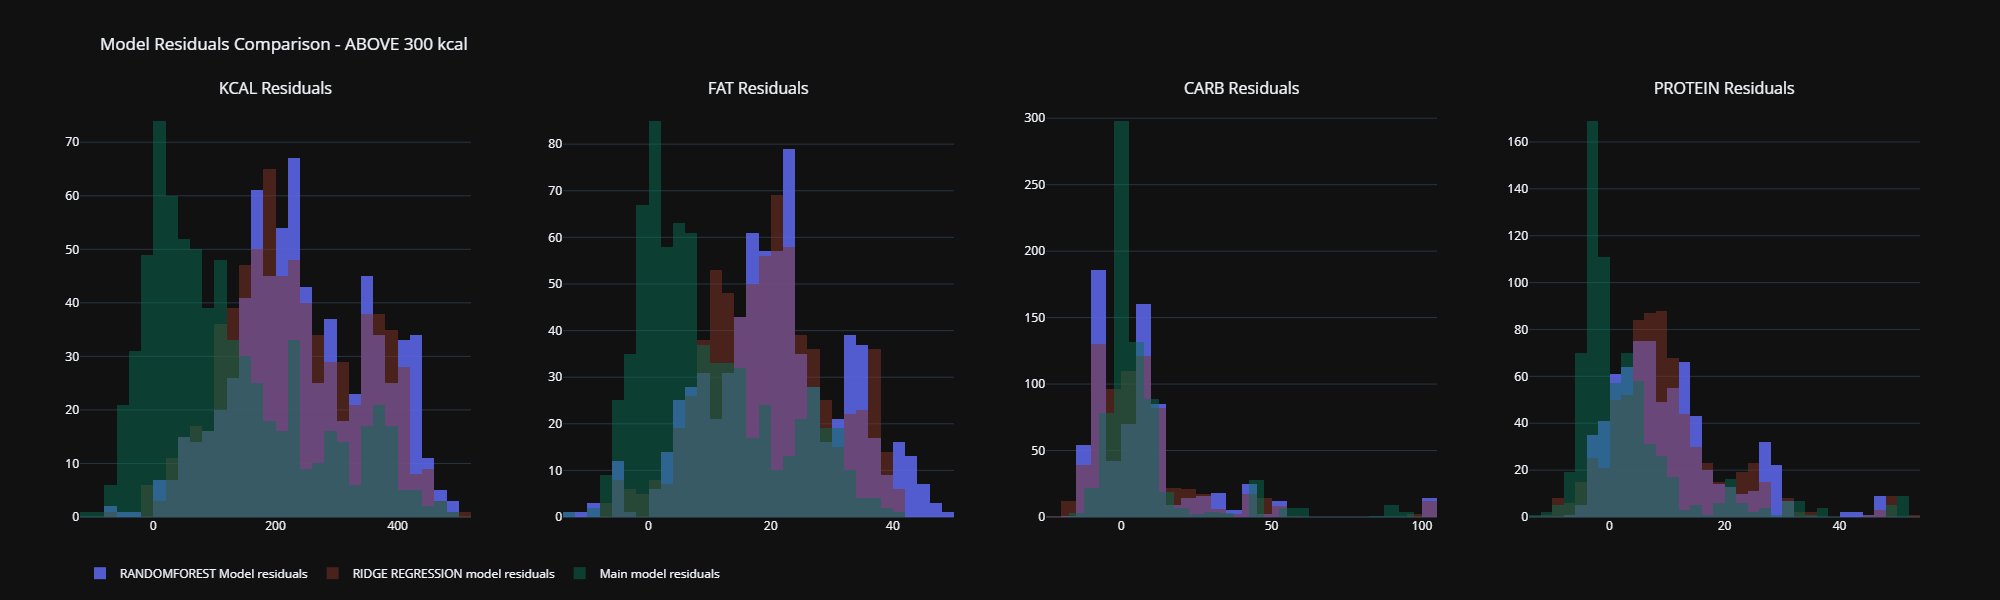 Model Residuals Comparison - ABOVE 300 kcal
KCAL Residuals
FAT Residuals
CARB Residuals
PROTEIN Residuals
70
60
50
40
30
20
10
0
0 200 400
80
70
60
50
40
30
20
10
0
0 20 40
300
250
200
150
100
50
0
0 50 100
160
140
120
100
80
60
40
20
0
0 20 40
RANDOMFOREST Model residuals
RIDGE REGRESSION model residuals
Main model residuals